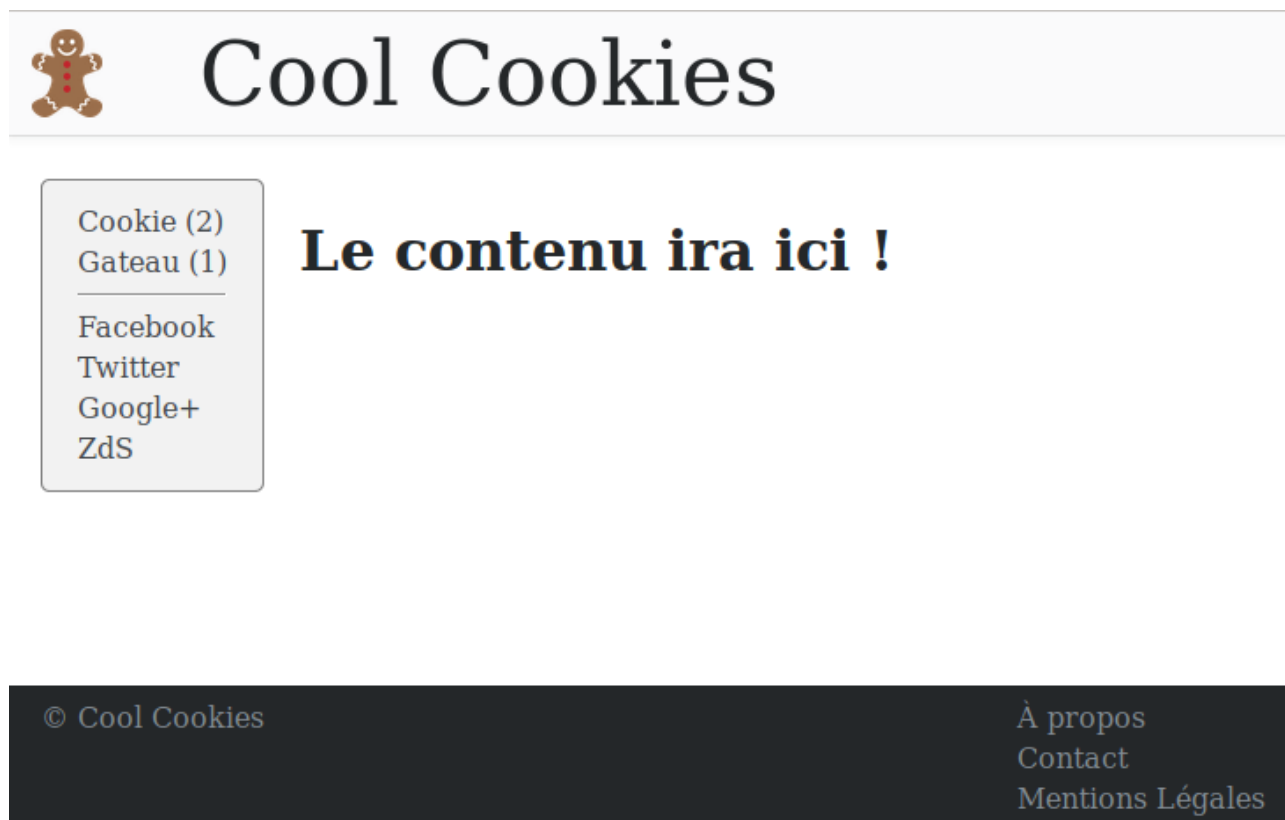 Cool Cookies
Cookie (2)
Gateau (1)
Facebook
Twitter
Google+
ZdS
Le contenu ira ici !
© Cool Cookies
À propos
Contact
Mentions Légales